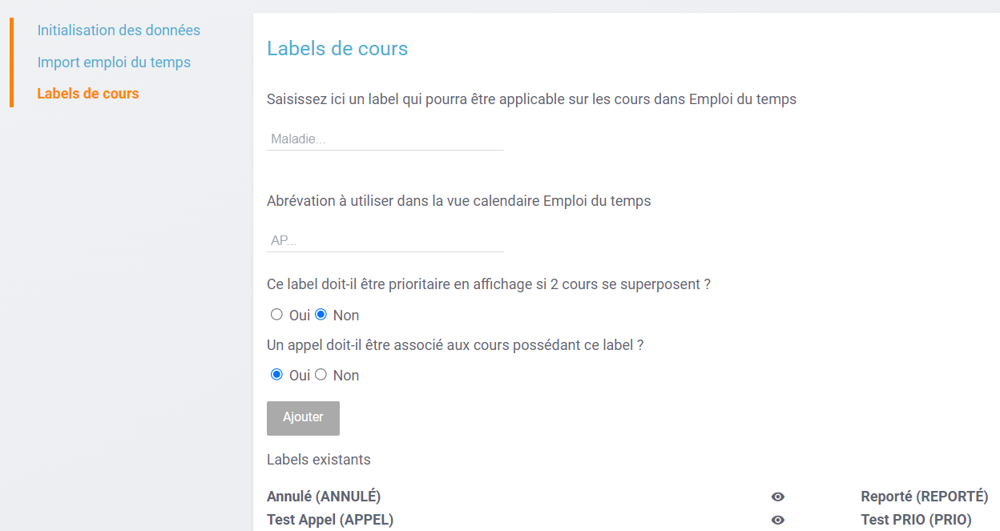 Initialisation des données
Import emploi du temps
Labels de cours
Labels de cours
Saisissez ici un label qui pourra être applicable sur les cours dans Emploi du temps
Maladie...
Abrévation à utiliser dans la vue calendaire Emploi du temps
AP...
Ce label doit-il être prioritaire en affichage si 2 cours se superposent ?
Oui Non
Un appel doit-il être associé aux cours possédant ce label ?
Oui Non
Ajouter
Labels existants
Annulé (ANNULÉ) Reporté (REPORTÉ)
Test Appel (APPEL) Test PRIO (PRIO)